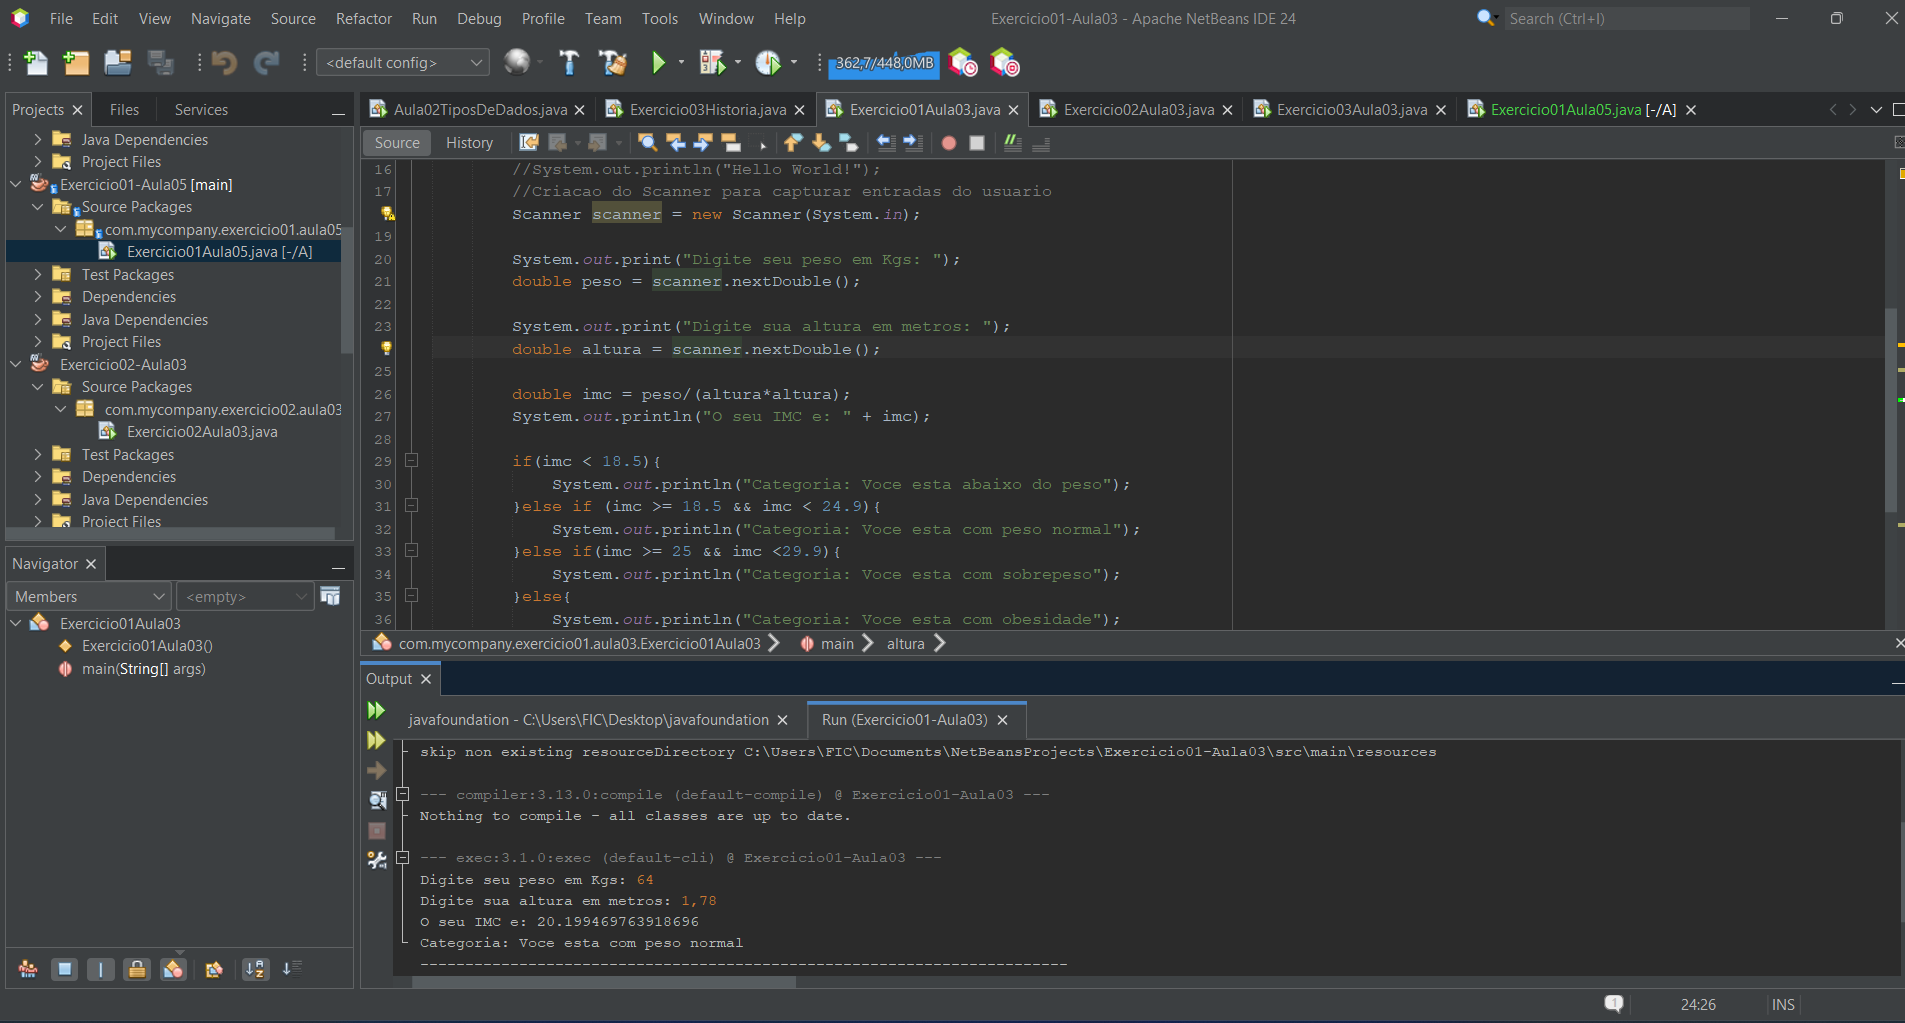 File Edit View Navigate Source Refactor Run Debug Profile Team Tools Window Help Exercicio01-Aula03 - Apache NetBeans IDE 24 Search (Ctrl+I)
<default config> 362,7/448,0MB
Projects Files Services
Java Dependencies
Project Files
Exercicio01-Aula05 [main]
Source Packages
com.mycompany.exercicio01.aula05
Exercicio01Aula05.java [-/A]
Test Packages
Dependencies
Java Dependencies
Project Files
Exercicio02-Aula03
Source Packages
com.mycompany.exercicio02.aula03
Exercicio02Aula03.java
Test Packages
Dependencies
Java Dependencies
Project Files
Navigator
Members <empty>
Exercicio01Aula03
Exercicio01Aula03()
main(String[] args)
Aula02TiposDeDados.java Exercicio03Historia.java Exercicio01Aula03.java Exercicio02Aula03.java Exercicio03Aula03.java Exercicio01Aula05.java [-/A]
Source History
16 //System.out.println("Hello World!");
17 //Criacao do Scanner para capturar entradas do usuario
Scanner scanner = new Scanner(System.in);
19
20 System.out.print("Digite seu peso em Kgs: ");
21 double peso = scanner.nextDouble();
22
23 System.out.print("Digite sua altura em metros: ");
double altura = scanner.nextDouble();
25
26 double imc = peso/(altura*altura);
27 System.out.println("O seu IMC e: " + imc);
28
29 if(imc < 18.5){
30 System.out.println("Categoria: Voce esta abaixo do peso");
31 }else if (imc >= 18.5 && imc < 24.9){
32 System.out.println("Categoria: Voce esta com peso normal");
33 }else if(imc >= 25 && imc <29.9){
34 System.out.println("Categoria: Voce esta com sobrepeso");
35 }else{
36 System.out.println("Categoria: Voce esta com obesidade");
com.mycompany.exercicio01.aula03.Exercicio01Aula03 main altura
Output
javafoundation - C:\Users\FIC\Desktop\javafoundation Run (Exercicio01-Aula03)
skip non existing resourceDirectory C:\Users\FIC\Documents\NetBeansProjects\Exercicio01-Aula03\src\main\resources
--- compiler:3.13.0:compile (default-compile) @ Exercicio01-Aula03 ---
Nothing to compile - all classes are up to date.
--- exec:3.1.0:exec (default-cli) @ Exercicio01-Aula03 ---
Digite seu peso em Kgs: 64
Digite sua altura em metros: 1,78
O seu IMC e: 20.199469763918696
Categoria: Voce esta com peso normal
------------------------------------------------------------------------
1 24:26 INS